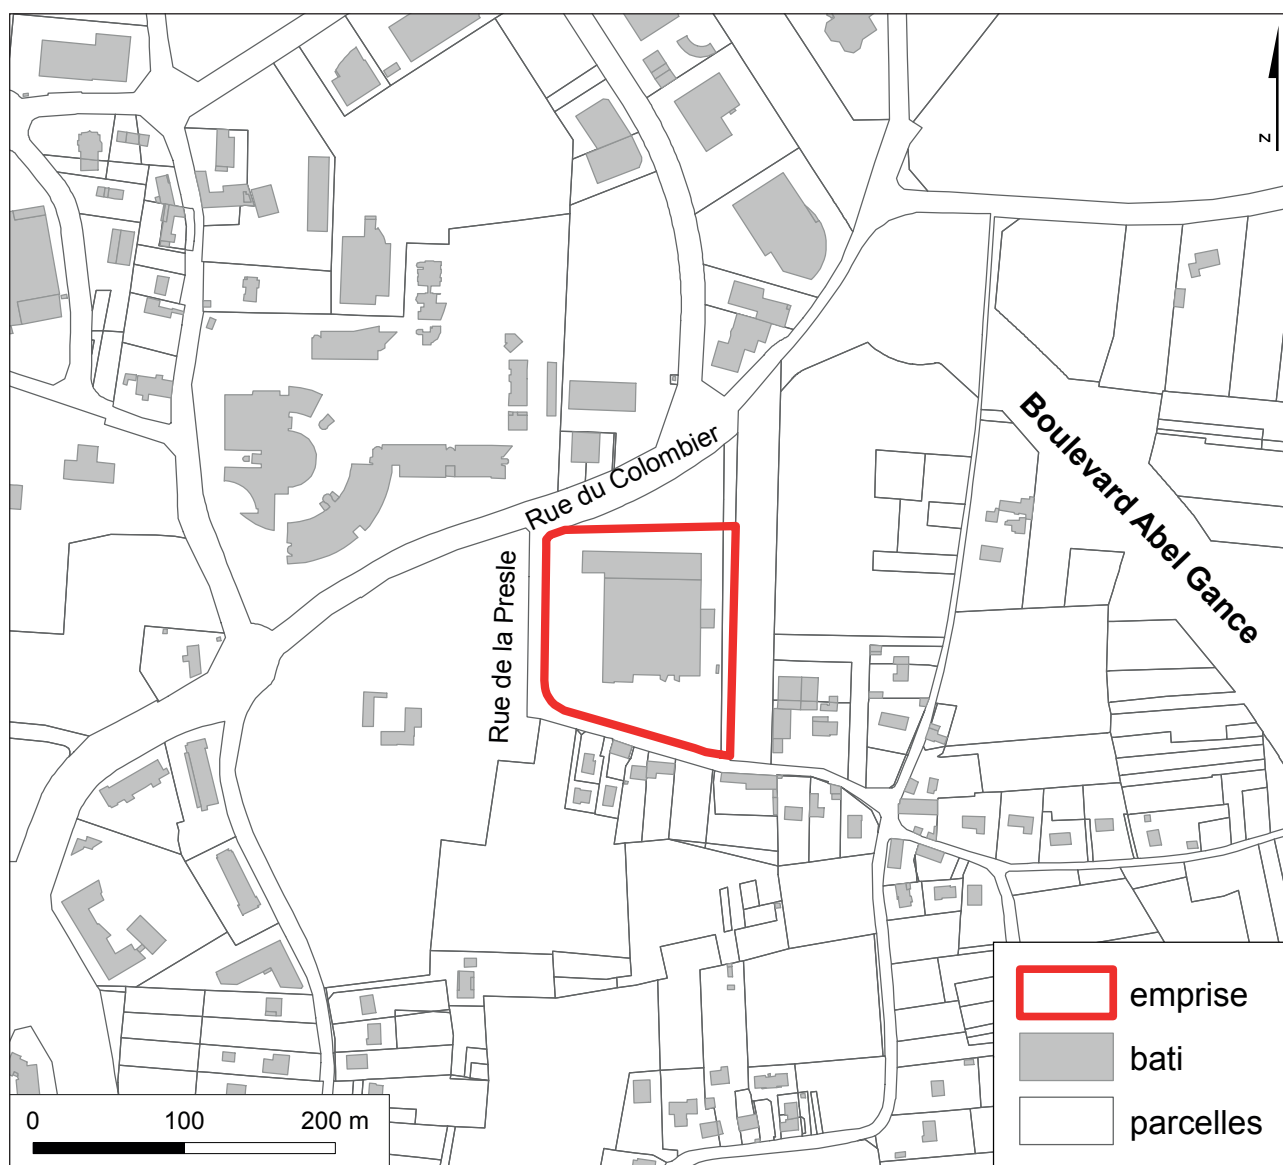 N
Rue du Colombier
Boulevard Abel Gance
Rue de la Presle
emprise
bati
parcelles
0 100 200 m